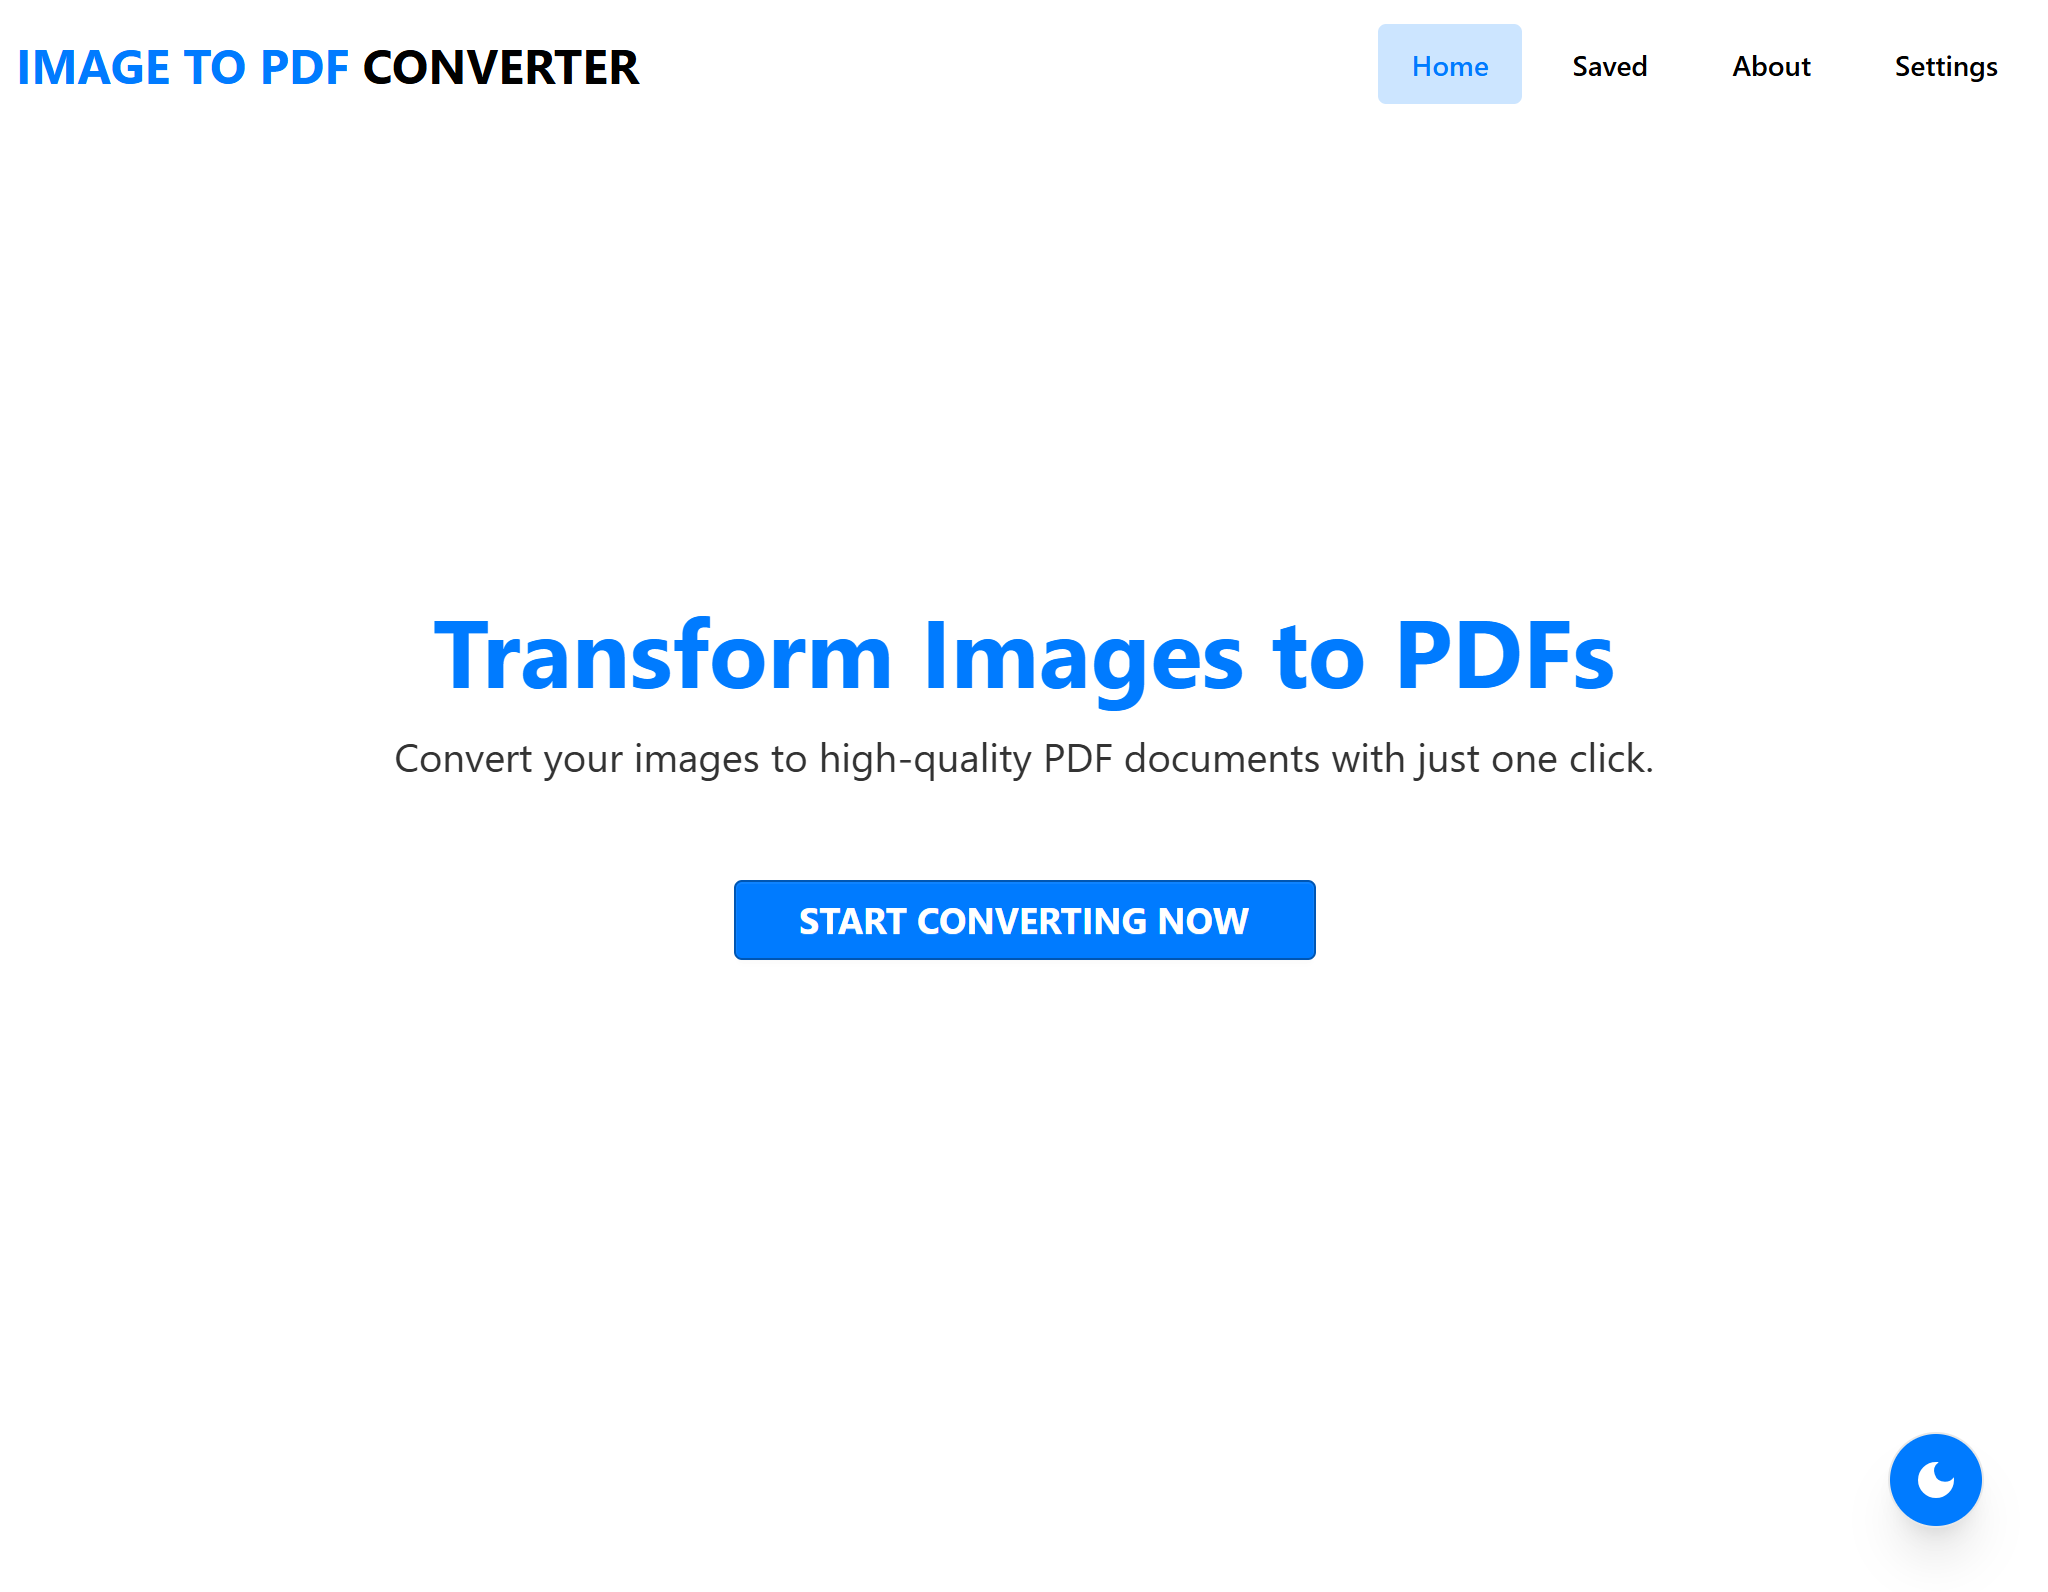 IMAGE TO PDF CONVERTER
Home Saved About Settings
Transform Images to PDFs
Convert your images to high-quality PDF documents with just one click.
START CONVERTING NOW